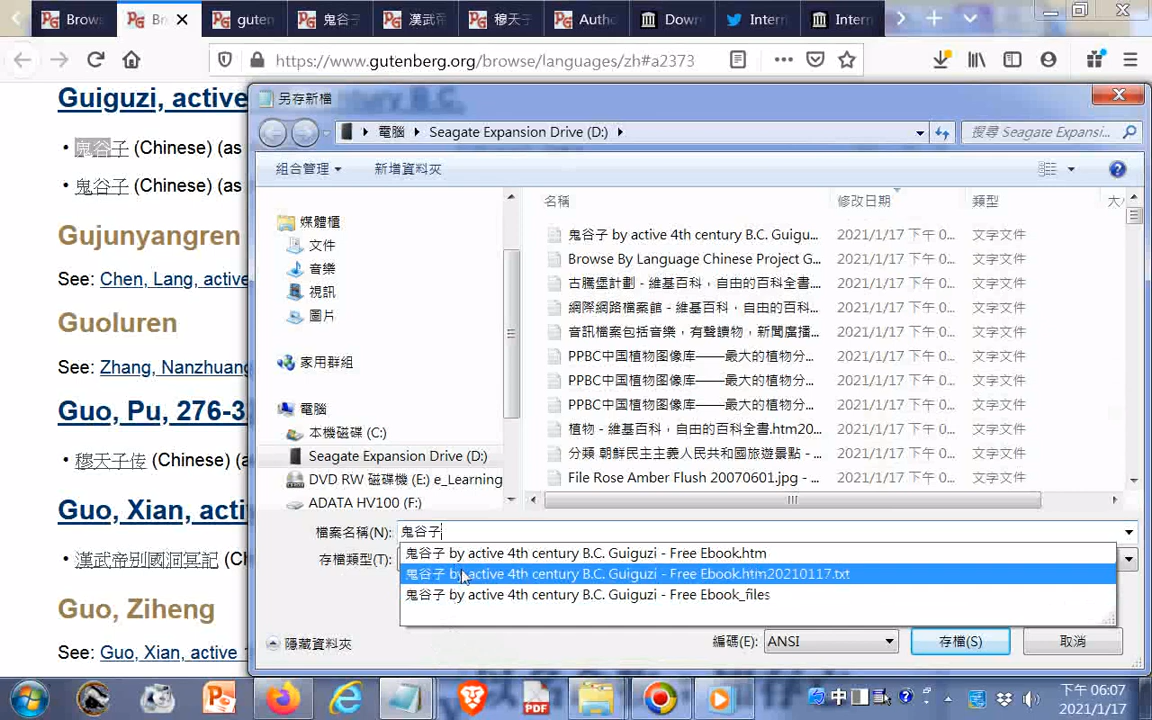 Brows
Br
guten
鬼谷子
漢武帝
穆天子
Autho
Down
Intern
Intern
https://www.gutenberg.org/browse/languages/zh#a2373
Guiguzi, active 4th century B.C.
鬼谷子 (Chinese) (as
鬼谷子 (Chinese) (as
Gujunyangren
See: Chen, Lang, active
Guoluren
See: Zhang, Nanzhuang
Guo, Pu, 276-3
穆天子传 (Chinese) (a
Guo, Xian, acti
漢武帝别國洞冥記 (Chinese) (a
Guo, Ziheng
See: Guo, Xian, active 1
另存新檔
電腦 Seagate Expansion Drive (D:)
搜尋 Seagate Expansi...
組合管理 新增資料夾
媒體櫃
文件
音樂
視訊
圖片
家用群組
電腦
本機磁碟 (C:)
Seagate Expansion Drive (D:)
DVD RW 磁碟機 (E:) e_Learning
ADATA HV100 (F:)
名稱 修改日期 類型 大
鬼谷子 by active 4th century B.C. Guigu... 2021/1/17 下午 0... 文字文件
Browse By Language Chinese Project G... 2021/1/17 下午 0... 文字文件
古騰堡計劃 - 維基百科，自由的百科全書.... 2021/1/17 下午 0... 文字文件
網際網路檔案館 - 維基百科，自由的百科... 2021/1/17 下午 0... 文字文件
音訊檔案包括音樂，有聲讀物，新聞廣播... 2021/1/17 下午 0... 文字文件
PPBC中国植物图像库——最大的植物分... 2021/1/17 下午 0... 文字文件
PPBC中国植物图像库——最大的植物分... 2021/1/17 下午 0... 文字文件
PPBC中国植物图像库——最大的植物分... 2021/1/17 下午 0... 文字文件
植物 - 維基百科，自由的百科全書.htm20... 2021/1/17 下午 0... 文字文件
分類 朝鮮民主主義人民共和國旅遊景點 - ... 2021/1/17 下午 0... 文字文件
File Rose Amber Flush 20070601.jpg - ... 2021/1/17 下午 0... 文字文件
檔案名稱(N): 鬼谷子
存檔類型(T):
鬼谷子 by active 4th century B.C. Guiguzi - Free Ebook.htm
鬼谷子 by active 4th century B.C. Guiguzi - Free Ebook.htm20210117.txt
鬼谷子 by active 4th century B.C. Guiguzi - Free Ebook_files
隱藏資料夾
編碼(E): ANSI
存檔(S)
取消
PDF
中
下午 06:07
2021/1/17